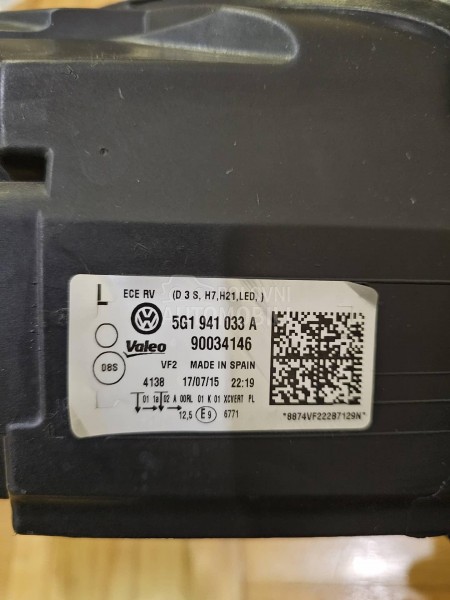 L ECE RV (D 3 S, H7,H21,LED, )
5G1 941 033 A
Valeo 90034146
D8S VF2 MADE IN SPAIN
4138 17/07/15 22:19
01 1a 02 A 00RL 01 K 01 XCVERT PL
12,5 E 9 6771
*8874VF22287129N*